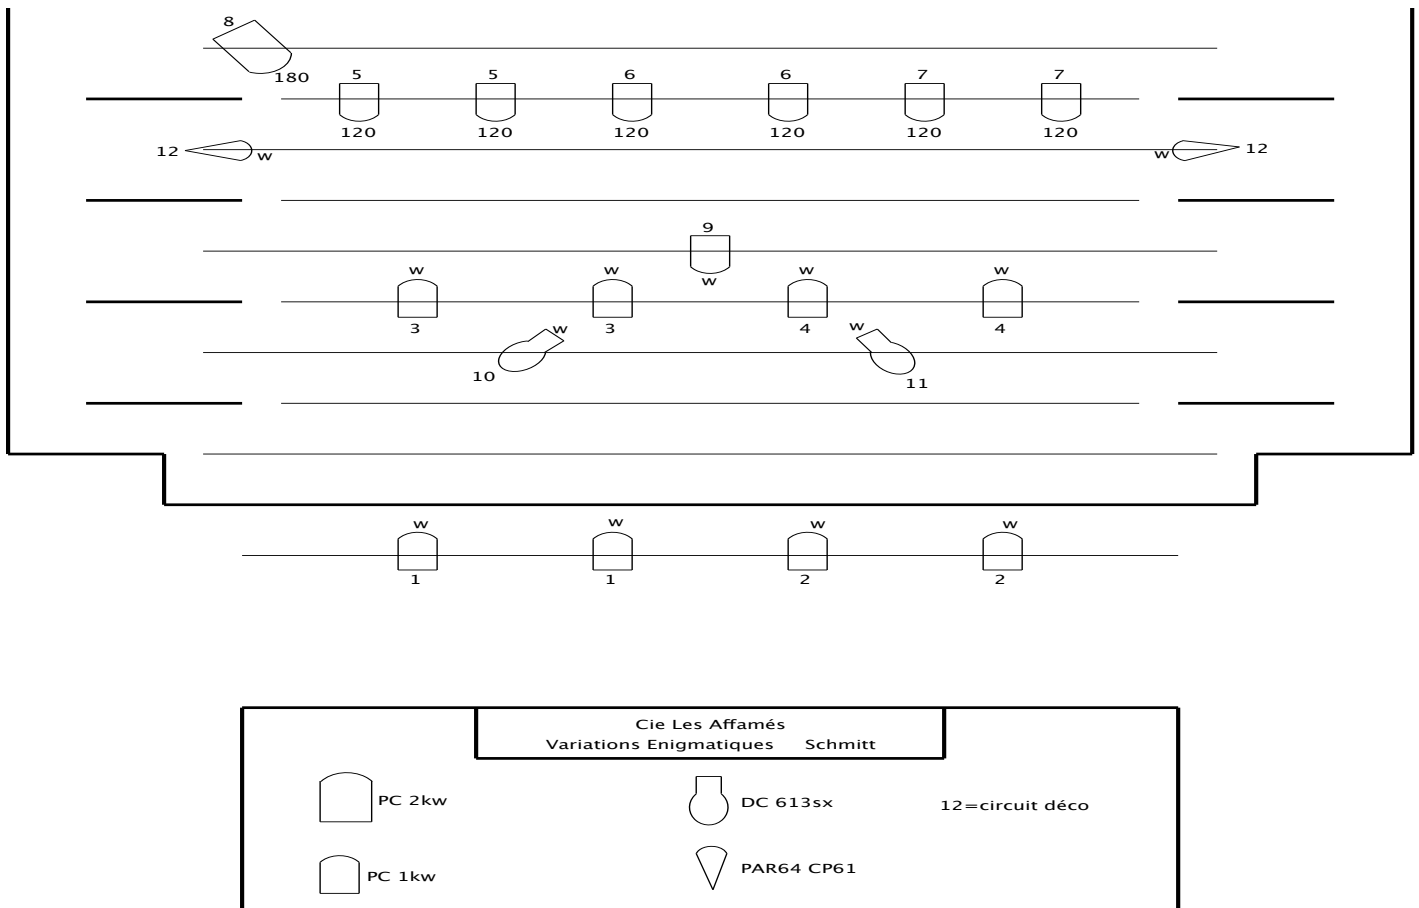 8
180
5 5 6 6 7 7
120 120 120 120 120 120
12 w w 12
9
w
w w w w
3 3 4 4
w w
10 11
w w w w
1 1 2 2
Cie Les Affamés
Variations Enigmatiques Schmitt
PC 2kw DC 613sx 12=circuit déco
PC 1kw PAR64 CP61